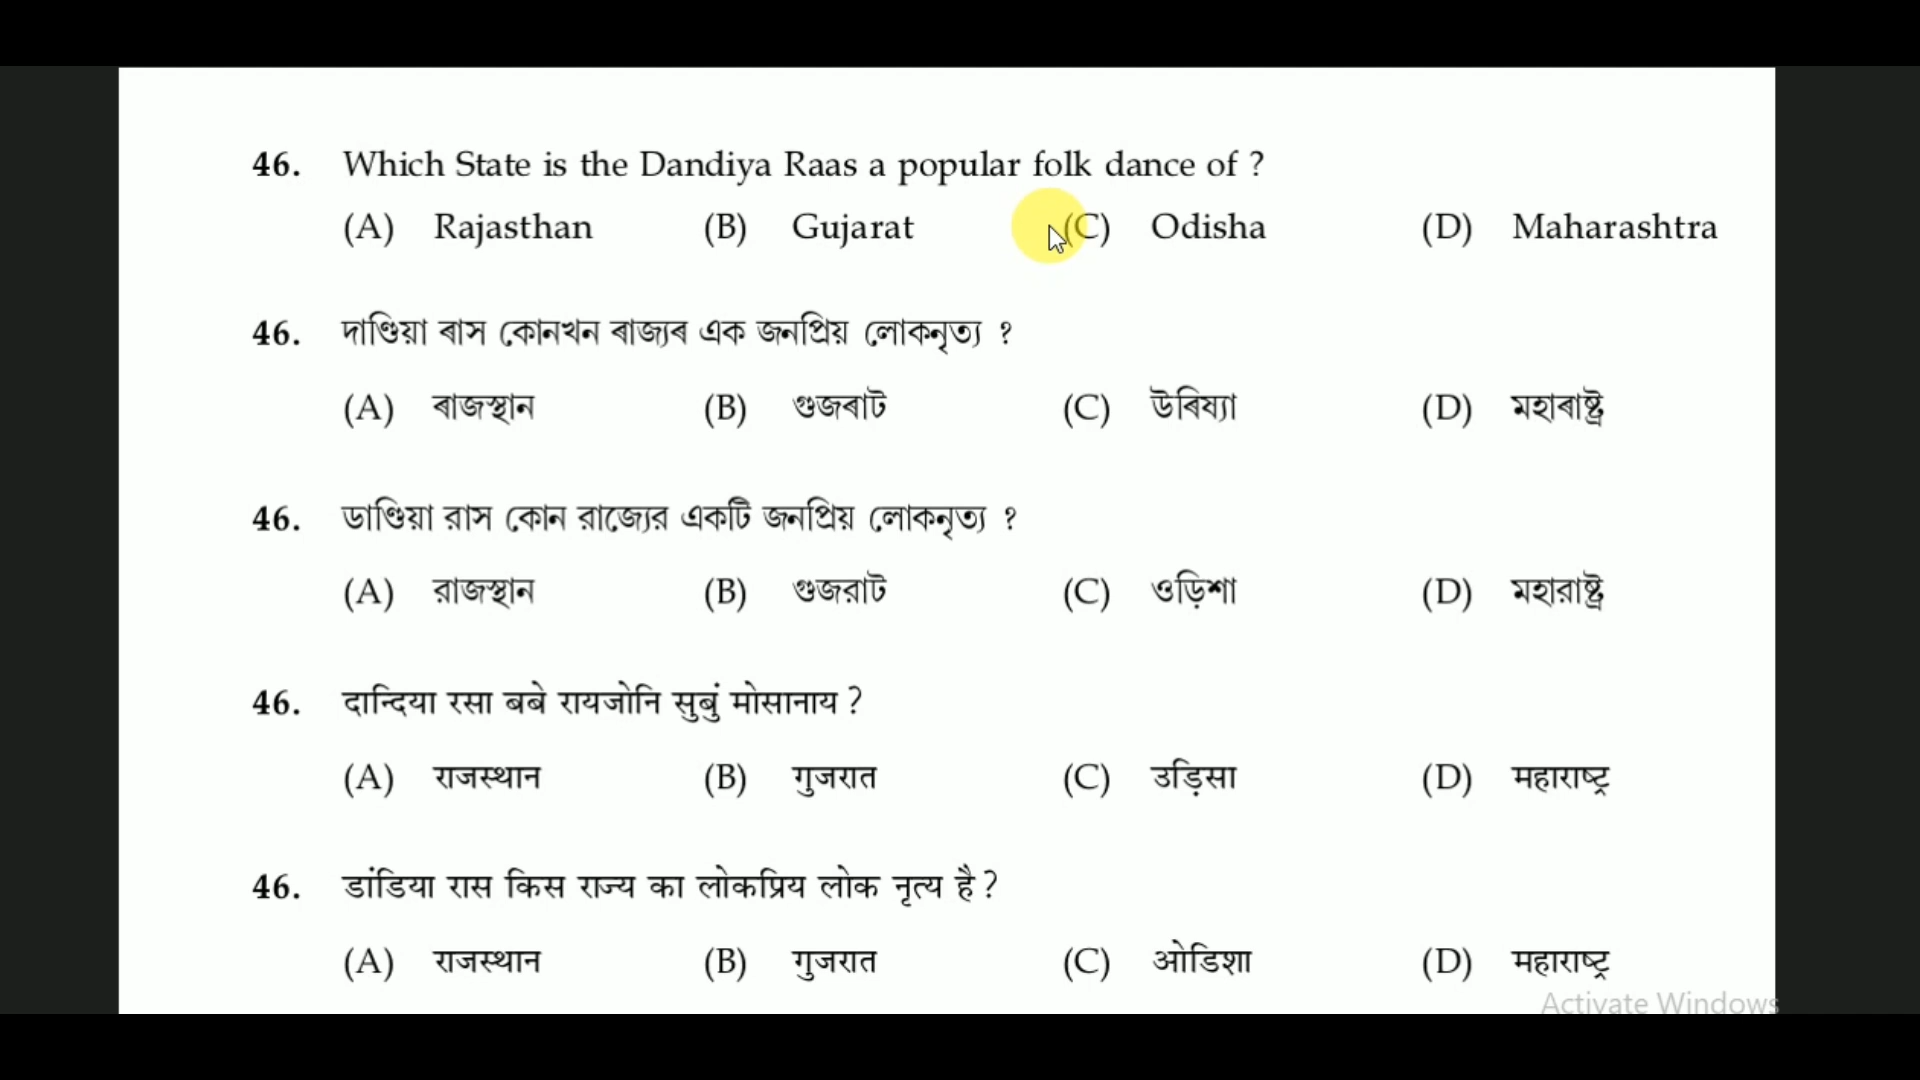 46. Which State is the Dandiya Raas a popular folk dance of ?
(A) Rajasthan (B) Gujarat (C) Odisha (D) Maharashtra
46. দাণ্ডিয়া ৰাস কোনখন ৰাজ্যৰ এক জনপ্ৰিয় লোকনৃত্য ?
(A) ৰাজস্থান (B) গুজৰাট (C) উৰিষ্যা (D) মহাৰাষ্ট্ৰ
46. ডাণ্ডিয়া রাস কোন রাজ্যের একটি জনপ্রিয় লোকনৃত্য ?
(A) রাজস্থান (B) গুজরাট (C) ওড়িশা (D) মহারাষ্ট্র
46. दान्दिया रसा बबे रायजोनि सुबुं मोसानाय ?
(A) राजस्थान (B) गुजरात (C) उड़िसा (D) महाराष्ट्र
46. डांडिया रास किस राज्य का लोकप्रिय लोक नृत्य है ?
(A) राजस्थान (B) गुजरात (C) ओडिशा (D) महाराष्ट्र
Activate Windows